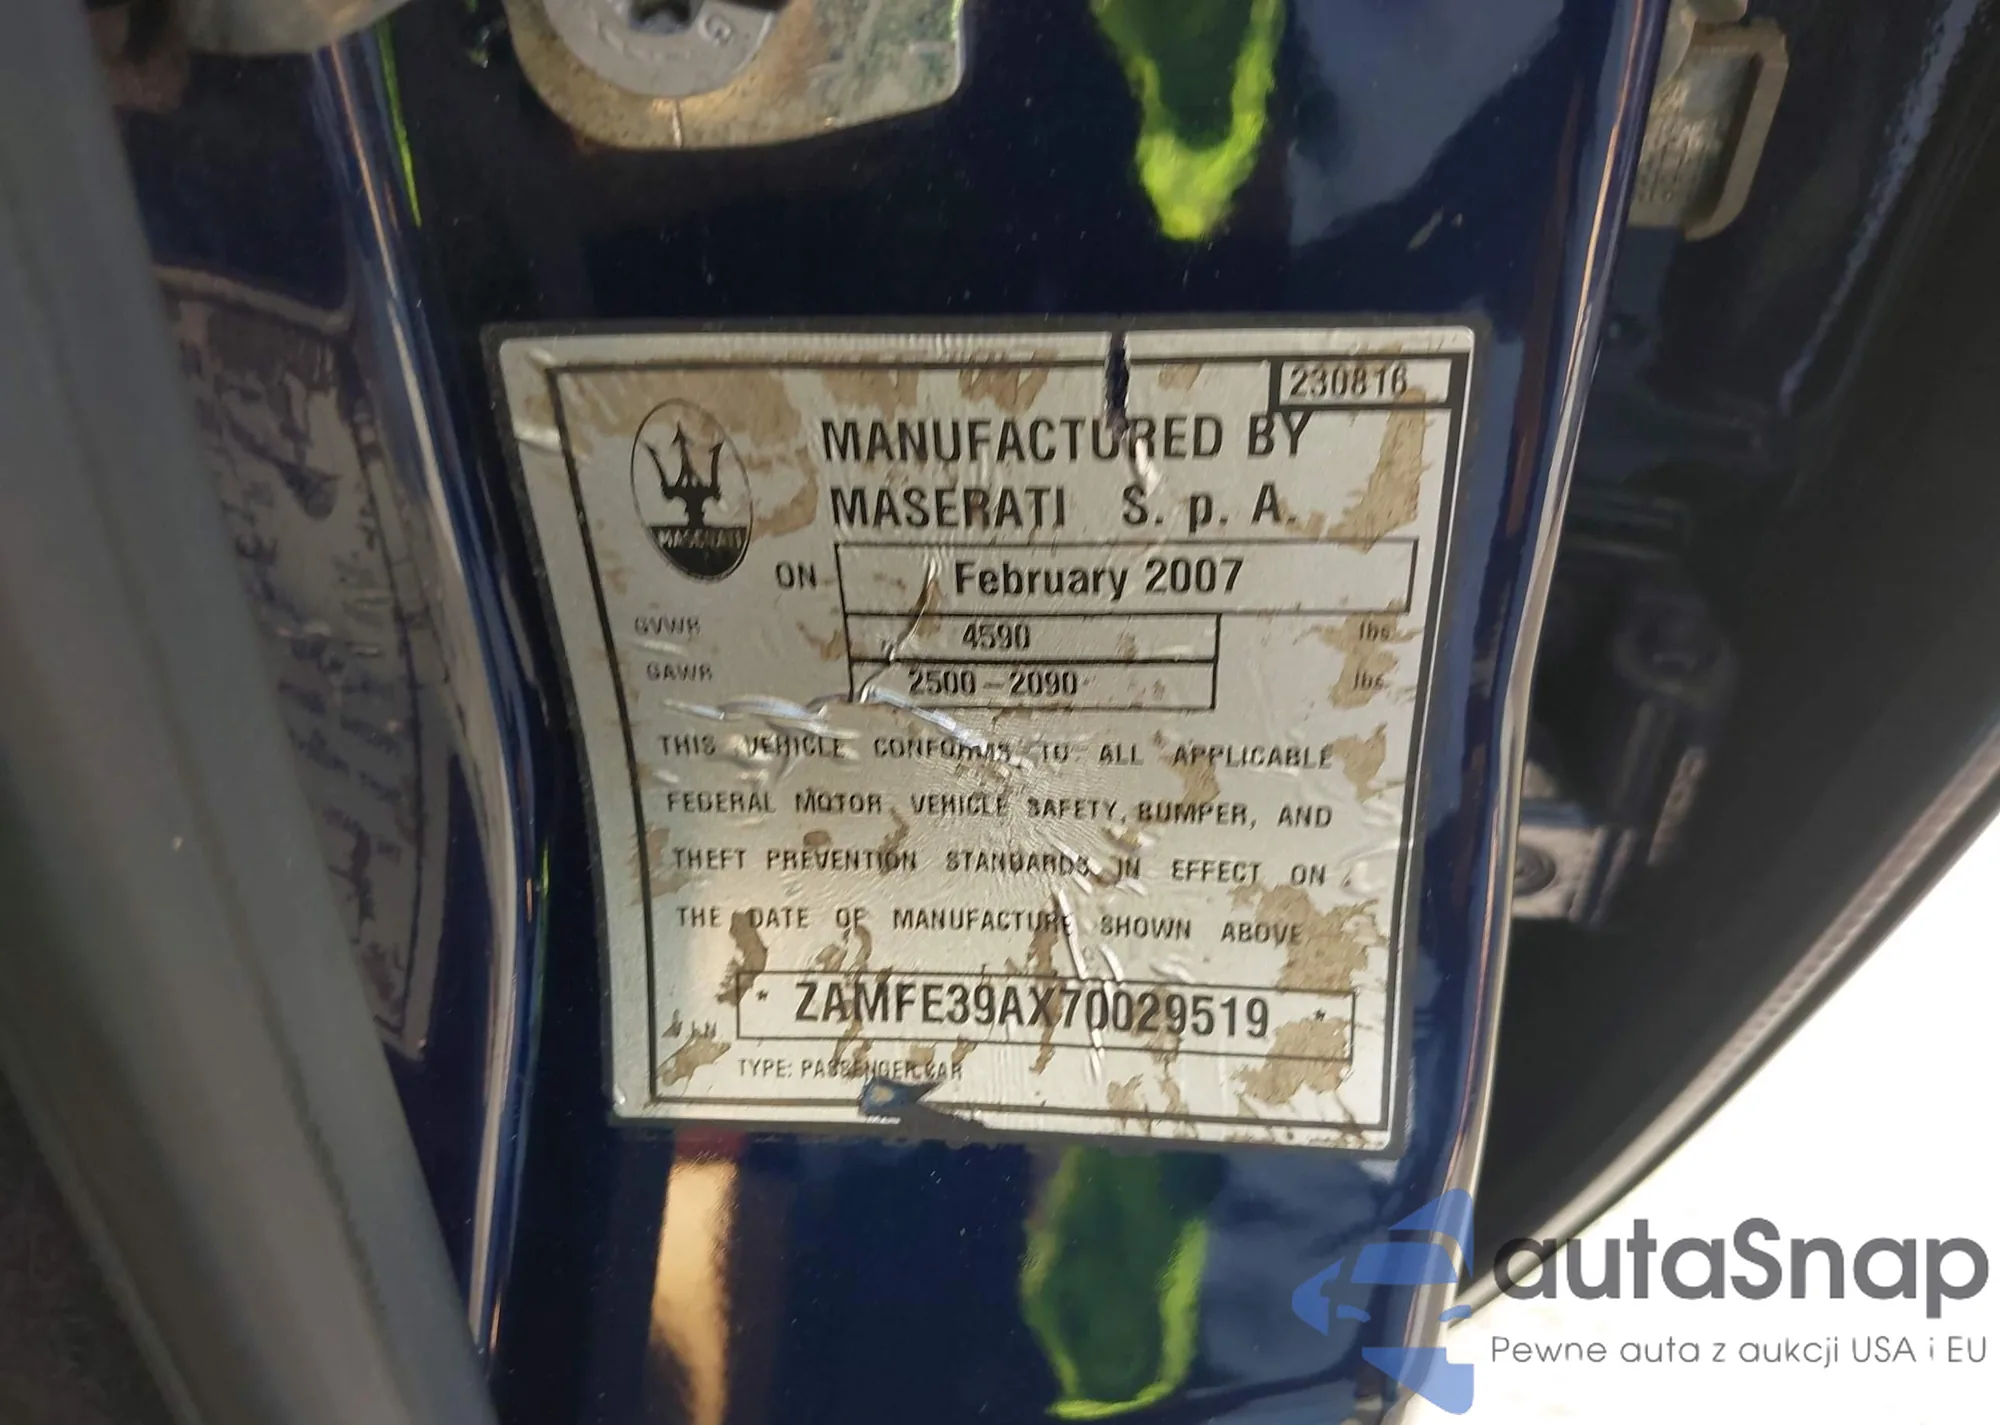 230816
MANUFACTURED BY
MASERATI S. p. A.
MASERATI
ON February 2007
GVWR 4590 lbs
GAWR 2500-2090 lbs
THIS VEHICLE CONFORMS TO ALL APPLICABLE
FEDERAL MOTOR VEHICLE SAFETY, BUMPER, AND
THEFT PREVENTION STANDARDS IN EFFECT ON
THE DATE OF MANUFACTURE SHOWN ABOVE
VIN * ZAMFE39AX70029519 *
TYPE: PASSENGER CAR
autaSnap
Pewne auta z aukcji USA i EU